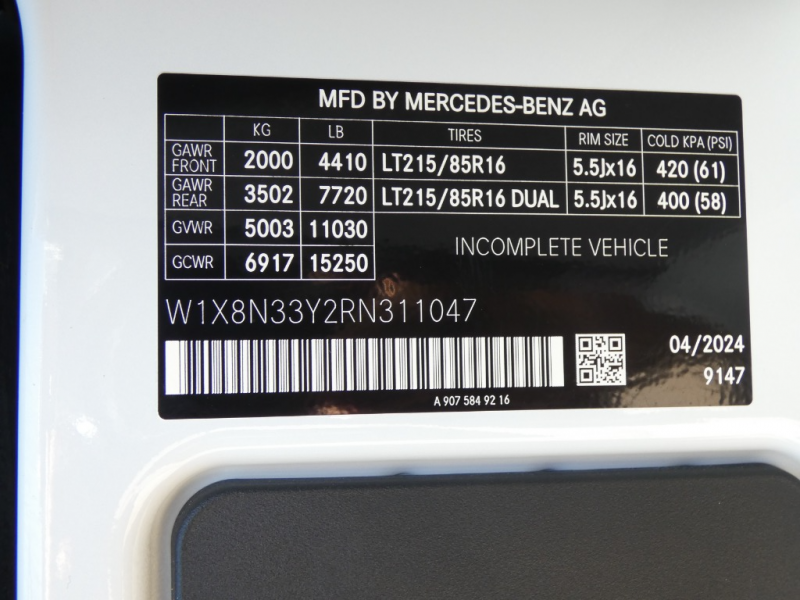 MFD BY MERCEDES-BENZ AG
KG LB TIRES RIM SIZE COLD KPA (PSI)
GAWR FRONT 2000 4410 LT215/85R16 5.5Jx16 420 (61)
GAWR REAR 3502 7720 LT215/85R16 DUAL 5.5Jx16 400 (58)
GVWR 5003 11030
INCOMPLETE VEHICLE
GCWR 6917 15250
W1X8N33Y2RN311047
04/2024
9147
A 907 584 92 16